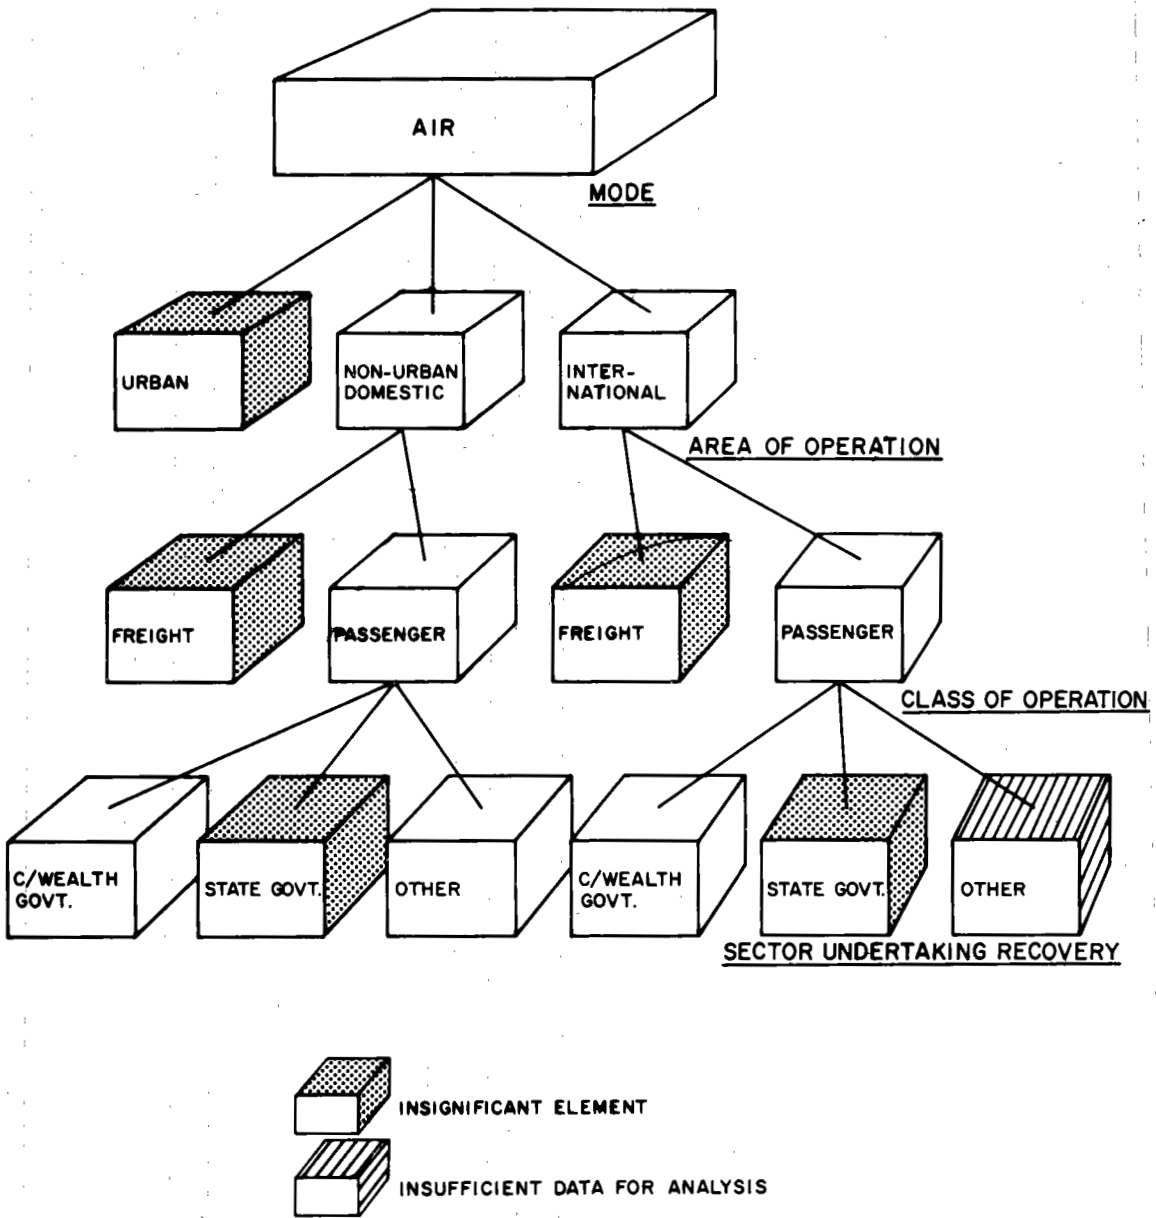 AIR
MODE
URBAN
NON-URBAN
DOMESTIC
INTER-
NATIONAL
AREA OF OPERATION
FREIGHT
PASSENGER
FREIGHT
PASSENGER
CLASS OF OPERATION
C/WEALTH
GOVT.
STATE GOVT.
OTHER
C/WEALTH
GOVT.
STATE GOVT.
OTHER
SECTOR UNDERTAKING RECOVERY
INSIGNIFICANT ELEMENT
INSUFFICIENT DATA FOR ANALYSIS